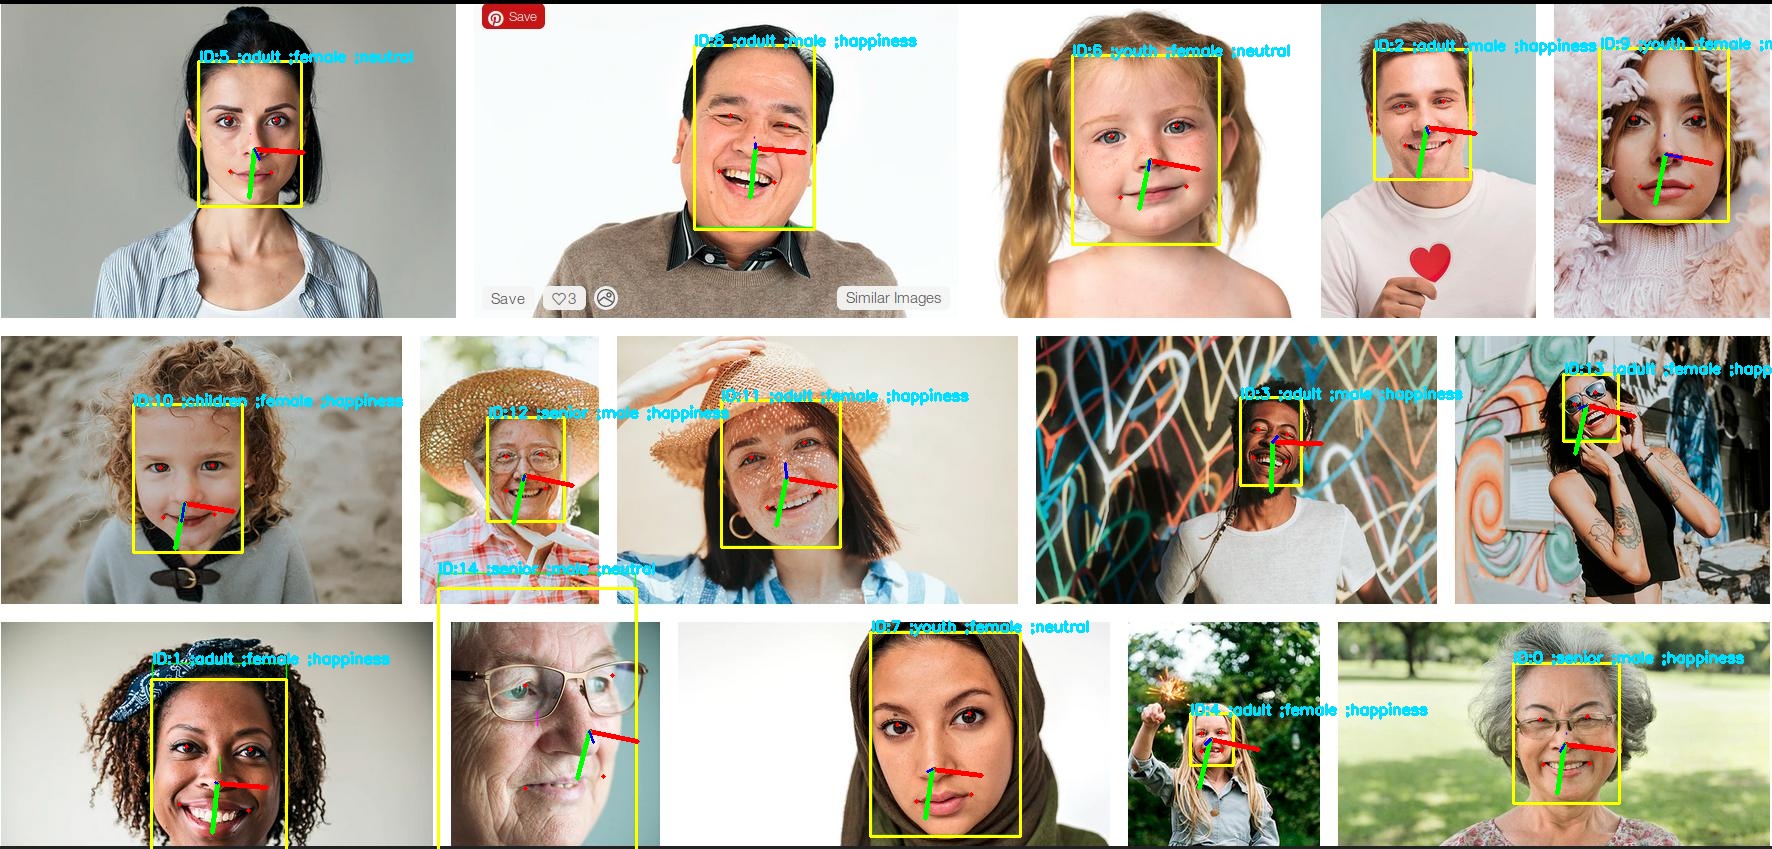 Save
ID:5 ;adult ;female ;neutral
ID:8 ;adult ;male ;happiness
ID:6 ;youth ;female ;neutral
ID:2 ;adult ;male ;happiness
ID:9 ;youth ;female ;n
Save
3
Similar Images
ID:10 ;children ;female ;happiness
ID:12 ;senior ;male ;happiness
ID:11 ;adult ;female ;happiness
ID:3 ;adult ;male ;happiness
ID:13 ;adult ;female ;happ
ID:14 ;senior ;male ;neutral
ID:1 ;adult ;female ;happiness
ID:7 ;youth ;female ;neutral
ID:4 ;adult ;female ;happiness
ID:0 ;senior ;male ;happiness